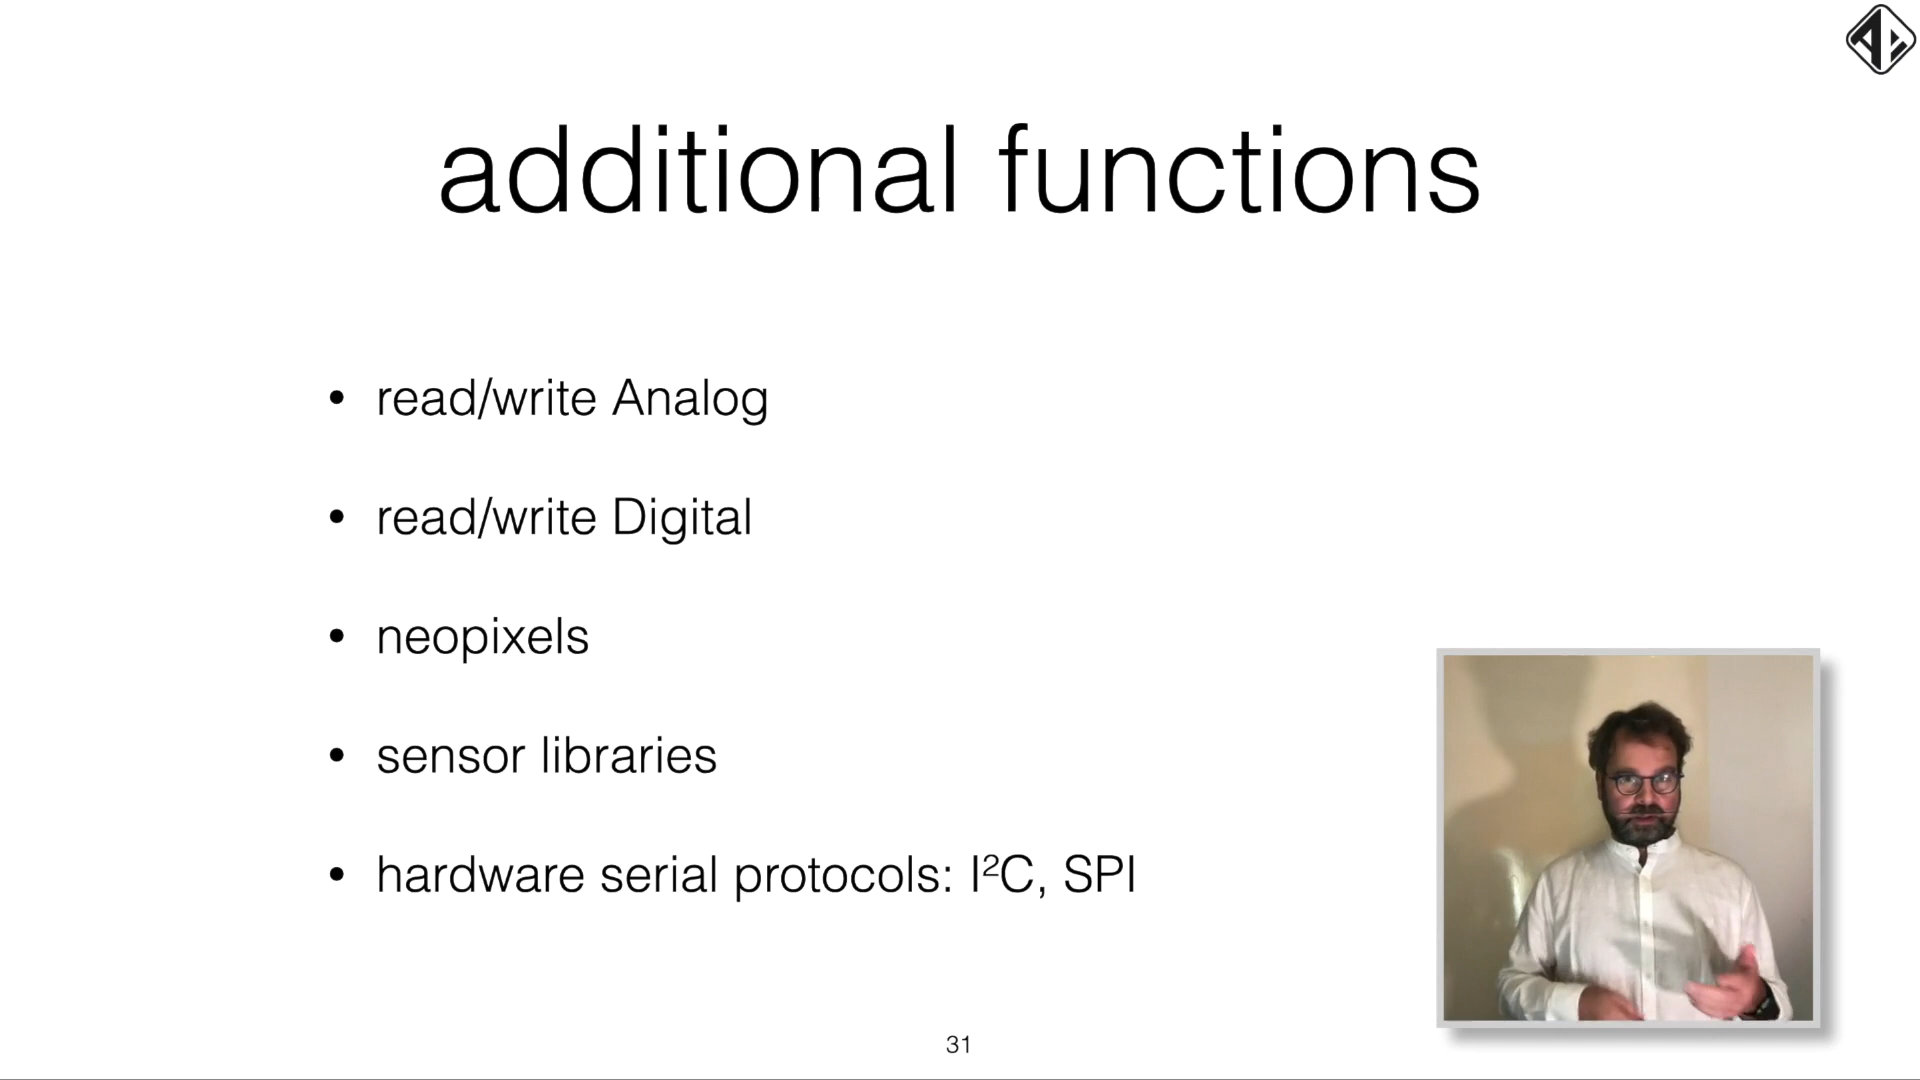 additional functions
• read/write Analog
• read/write Digital
• neopixels
• sensor libraries
• hardware serial protocols: I²C, SPI
31